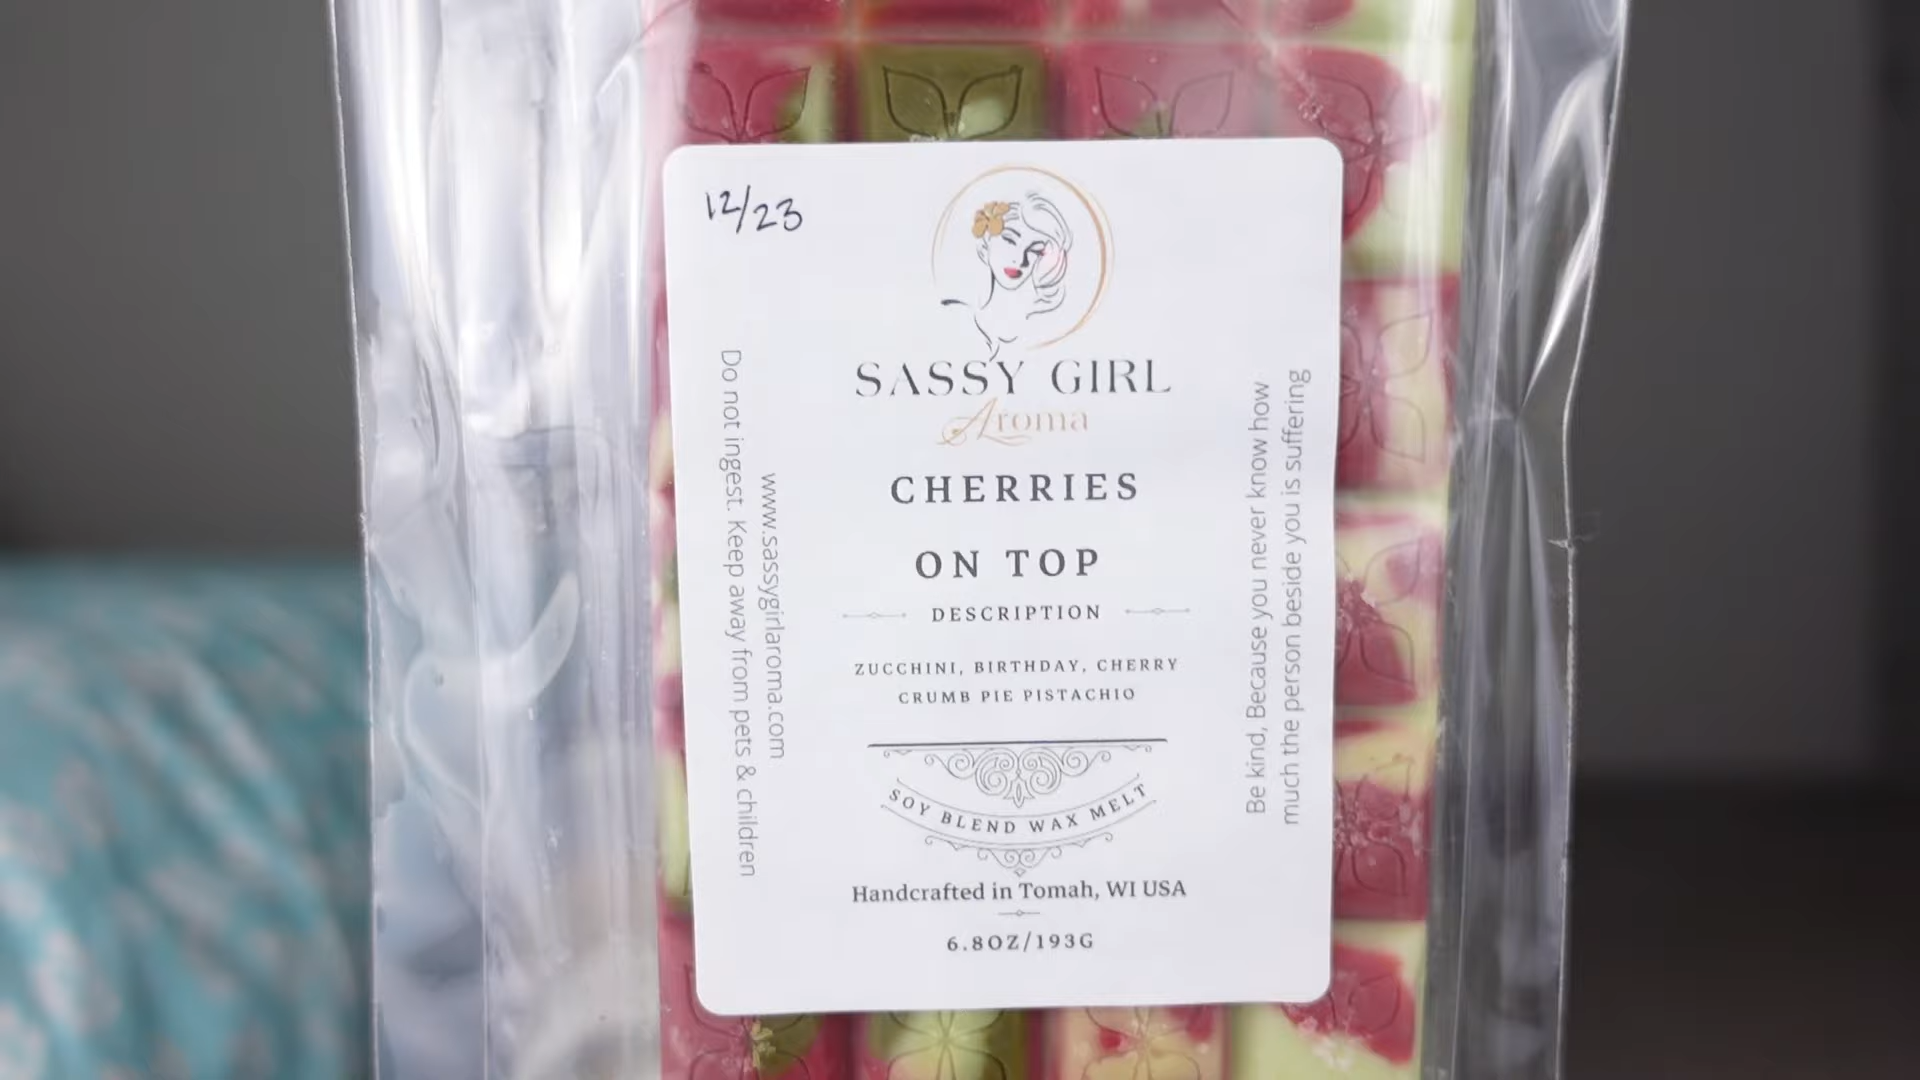 12/23
SASSY GIRL
Aroma
CHERRIES
ON TOP
DESCRIPTION
ZUCCHINI, BIRTHDAY, CHERRY
CRUMB PIE PISTACHIO
SOY BLEND WAX MELT
Handcrafted in Tomah, WI USA
6.8OZ/193G
www.sassygirlaroma.com
Do not ingest. Keep away from pets & children
Be kind, Because you never know how
much the person beside you is suffering